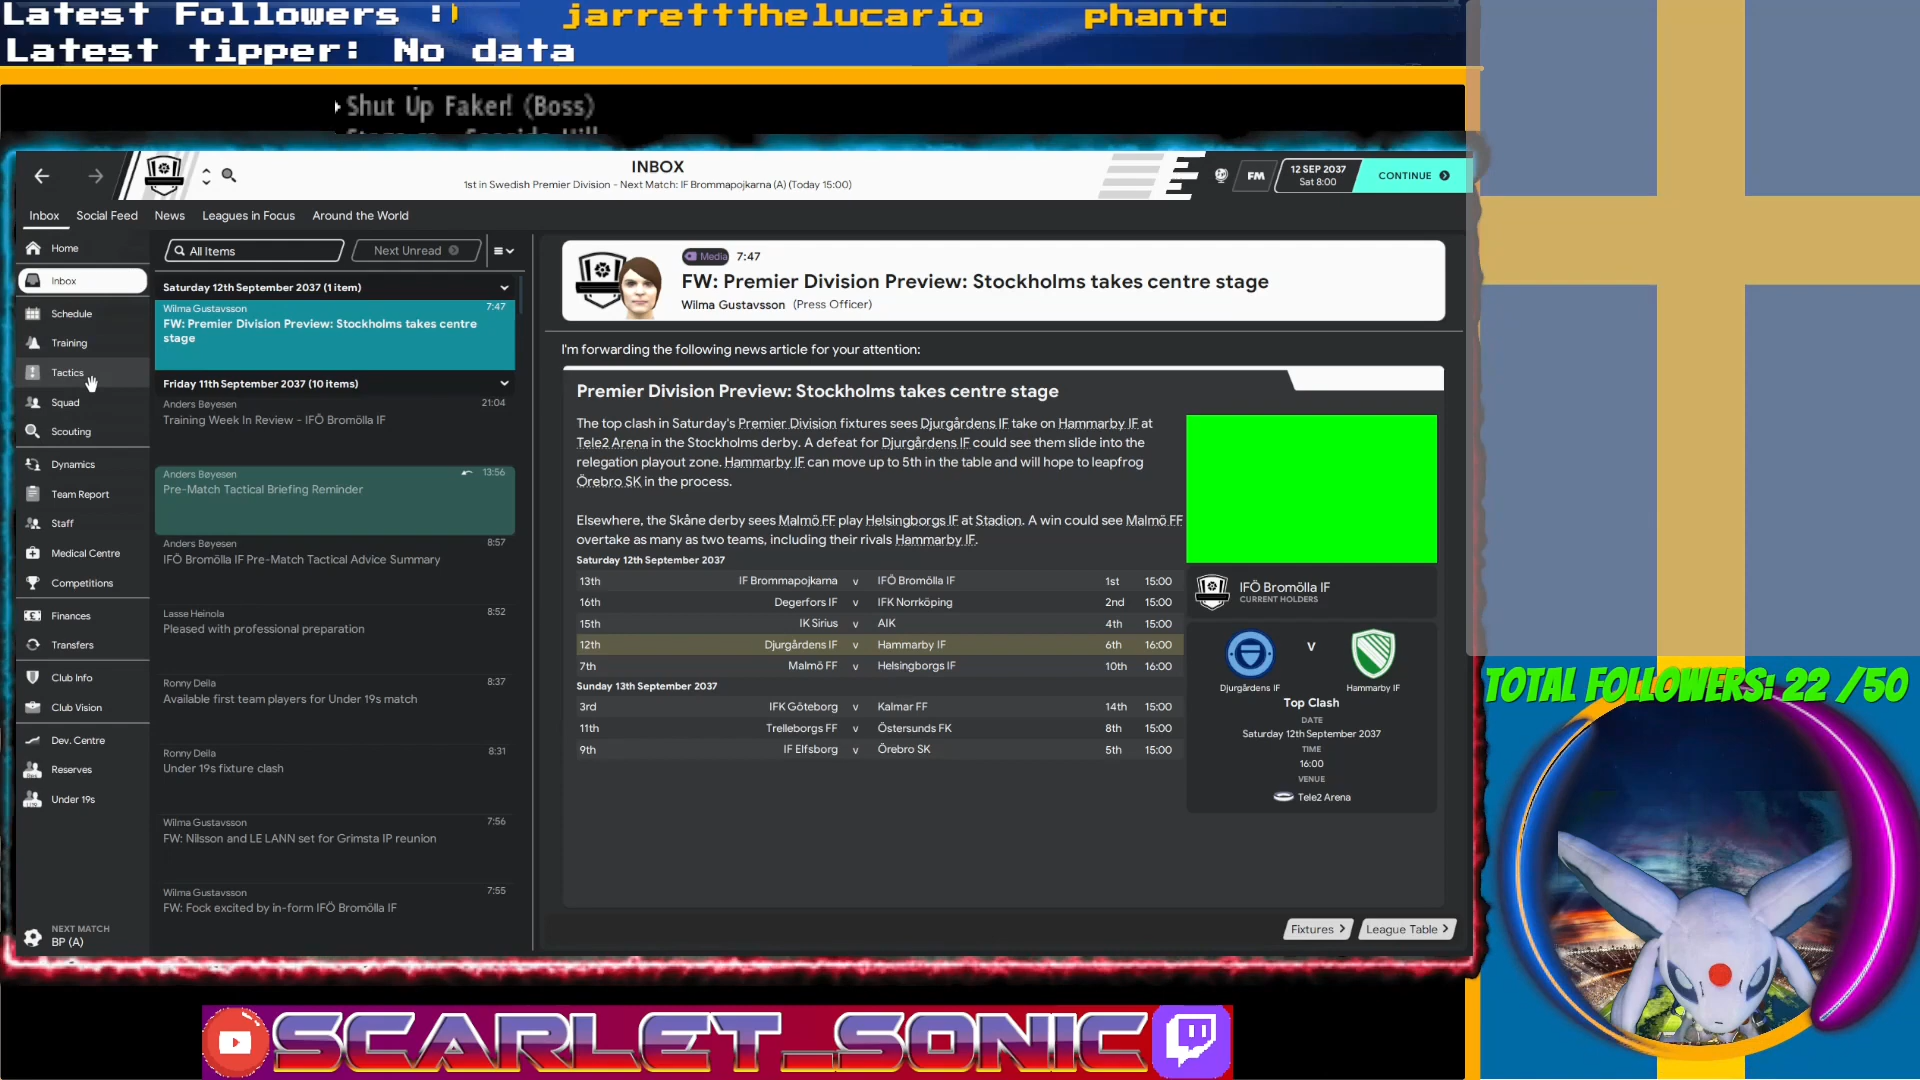 Latest Followers :) jarrettthelucario phanto
Latest tipper: No data
Shut Up Faker! (Boss)
INBOX
1st in Swedish Premier Division - Next Match: IF Brommapojkarna (A) (Today 15:00)
FM
12 SEP 2037
Sat 8:00
CONTINUE
Inbox Social Feed News Leagues in Focus Around the World
Home
Inbox
Schedule
Training
Tactics
Squad
Scouting
Dynamics
Team Report
Staff
Medical Centre
Competitions
Finances
Transfers
Club Info
Club Vision
Dev. Centre
Reserves
Under 19s
NEXT MATCH
BP (A)
All Items
Next Unread
Saturday 12th September 2037 (1 item)
Wilma Gustavsson 7:47
FW: Premier Division Preview: Stockholms takes centre
stage
Friday 11th September 2037 (10 items)
Anders Bøyesen 21:04
Training Week In Review - IFÖ Bromölla IF
Anders Bøyesen 13:56
Pre-Match Tactical Briefing Reminder
Anders Bøyesen 8:57
IFÖ Bromölla IF Pre-Match Tactical Advice Summary
Lasse Heinola 8:52
Pleased with professional preparation
Ronny Deila 8:37
Available first team players for Under 19s match
Ronny Deila 8:31
Under 19s fixture clash
Wilma Gustavsson 7:56
FW: Nilsson and LE LANN set for Grimsta IP reunion
Wilma Gustavsson 7:55
FW: Fock excited by in-form IFÖ Bromölla IF
Media 7:47
FW: Premier Division Preview: Stockholms takes centre stage
Wilma Gustavsson (Press Officer)
I'm forwarding the following news article for your attention:
Premier Division Preview: Stockholms takes centre stage
The top clash in Saturday's Premier Division fixtures sees Djurgårdens IF take on Hammarby IF at
Tele2 Arena in the Stockholms derby. A defeat for Djurgårdens IF could see them slide into the
relegation playout zone. Hammarby IF can move up to 5th in the table and will hope to leapfrog
Örebro SK in the process.
Elsewhere, the Skåne derby sees Malmö FF play Helsingborgs IF at Stadion. A win could see Malmö FF
overtake as many as two teams, including their rivals Hammarby IF.
Saturday 12th September 2037
13th IF Brommapojkarna v IFÖ Bromölla IF 1st 15:00
16th Degerfors IF v IFK Norrköping 2nd 15:00
15th IK Sirius v AIK 4th 15:00
12th Djurgårdens IF v Hammarby IF 6th 16:00
7th Malmö FF v Helsingborgs IF 10th 16:00
Sunday 13th September 2037
3rd IFK Göteborg v Kalmar FF 14th 15:00
11th Trelleborgs FF v Östersunds FK 8th 15:00
9th IF Elfsborg v Örebro SK 5th 15:00
IFÖ Bromölla IF
CURRENT HOLDERS
V
Djurgårdens IF Hammarby IF
Top Clash
DATE
Saturday 12th September 2037
TIME
16:00
VENUE
Tele2 Arena
Fixtures League Table
TOTAL FOLLOWERS: 22 /50
SCARLET_SONIC